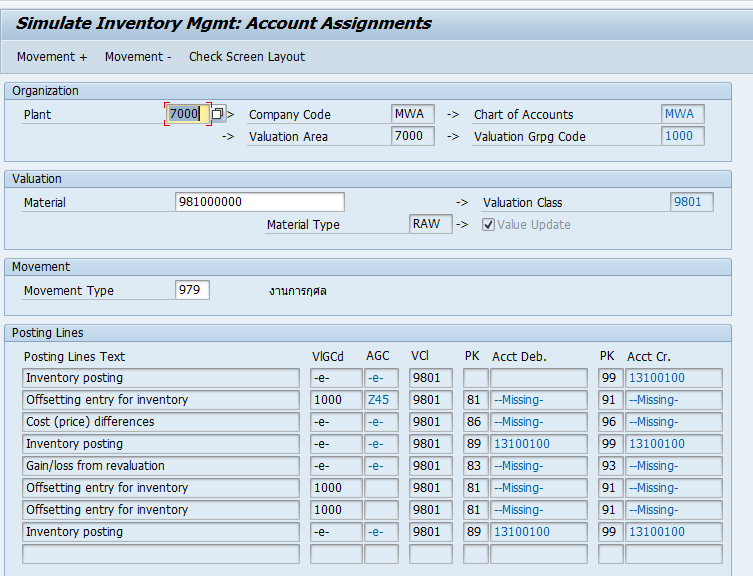 Simulate Inventory Mgmt: Account Assignments
Movement + Movement - Check Screen Layout
Organization
Plant 7000 > Company Code MWA -> Chart of Accounts MWA
-> Valuation Area 7000 -> Valuation Grpg Code 1000
Valuation
Material 981000000 -> Valuation Class 9801
Material Type RAW -> Value Update
Movement
Movement Type 979 งานการกุศล
Posting Lines
Posting Lines Text VlGCd AGC VCl PK Acct Deb. PK Acct Cr.
Inventory posting -e- -e- 9801 99 13100100
Offsetting entry for inventory 1000 Z45 9801 81 --Missing- 91 --Missing-
Cost (price) differences -e- -e- 9801 86 --Missing- 96 --Missing-
Inventory posting -e- -e- 9801 89 13100100 99 13100100
Gain/loss from revaluation -e- -e- 9801 83 --Missing- 93 --Missing-
Offsetting entry for inventory 1000 9801 81 --Missing- 91 --Missing-
Offsetting entry for inventory 1000 9801 81 --Missing- 91 --Missing-
Inventory posting -e- -e- 9801 89 13100100 99 13100100